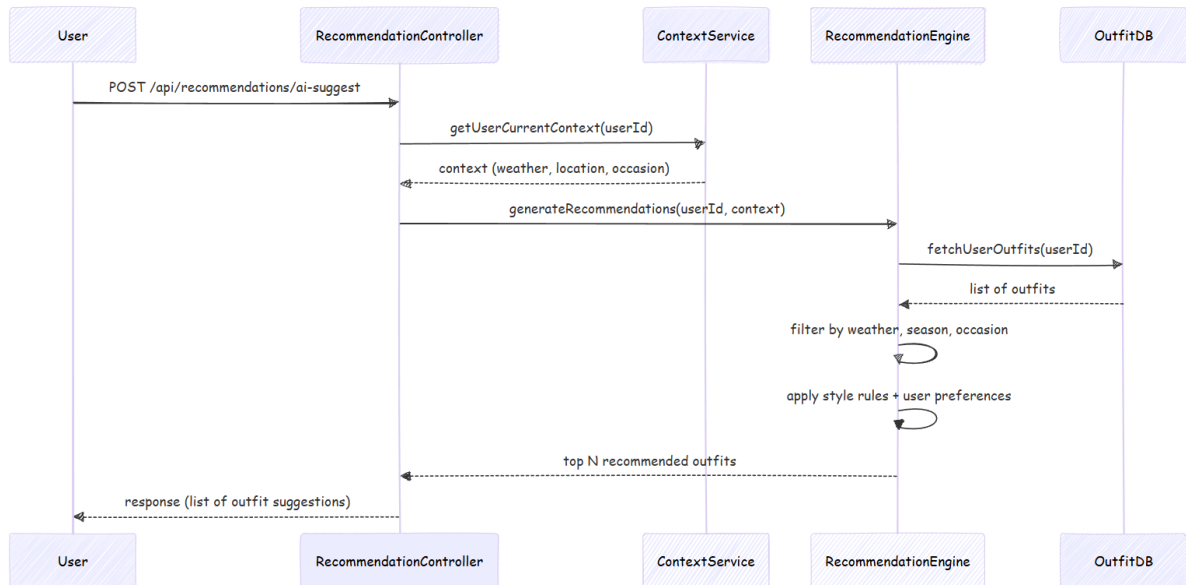 User
RecommendationController
ContextService
RecommendationEngine
OutfitDB
POST /api/recommendations/ai-suggest
getUserCurrentContext(userId)
context (weather, location, occasion)
generateRecommendations(userId, context)
fetchUserOutfits(userId)
list of outfits
filter by weather, season, occasion
apply style rules + user preferences
top N recommended outfits
response (list of outfit suggestions)
User
RecommendationController
ContextService
RecommendationEngine
OutfitDB